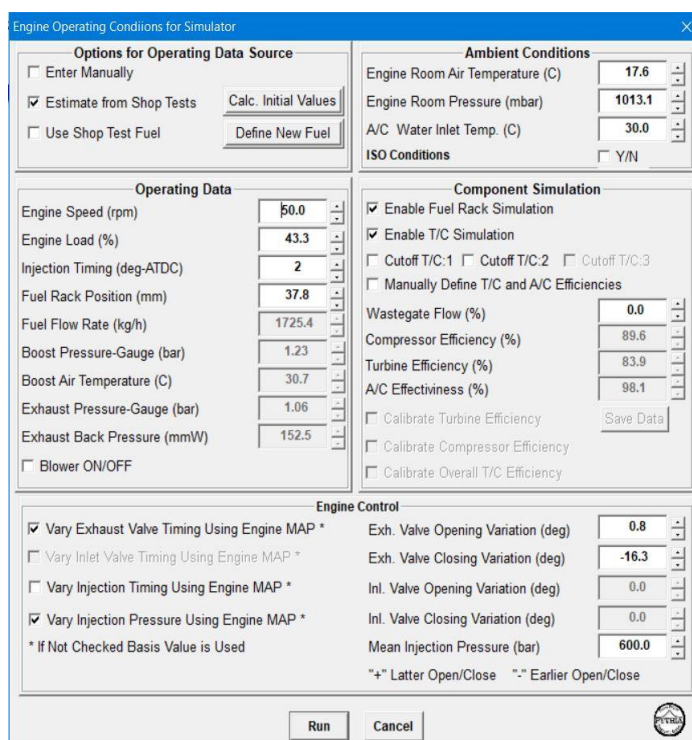 Engine Operating Condiions for Simulator
Options for Operating Data Source
Enter Manually
Estimate from Shop Tests
Calc. Initial Values
Use Shop Test Fuel
Define New Fuel
Ambient Conditions
Engine Room Air Temperature (C) 17.6
Engine Room Pressure (mbar) 1013.1
A/C Water Inlet Temp. (C) 30.0
ISO Conditions Y/N
Operating Data
Engine Speed (rpm) 50.0
Engine Load (%) 43.3
Injection Timing (deg-ATDC) 2
Fuel Rack Position (mm) 37.8
Fuel Flow Rate (kg/h) 1725.4
Boost Pressure-Gauge (bar) 1.23
Boost Air Temperature (C) 30.7
Exhaust Pressure-Gauge (bar) 1.06
Exhaust Back Pressure (mmW) 152.5
Blower ON/OFF
Component Simulation
Enable Fuel Rack Simulation
Enable T/C Simulation
Cutoff T/C:1 Cutoff T/C:2 Cutoff T/C:3
Manually Define T/C and A/C Efficiencies
Wastegate Flow (%) 0.0
Compressor Efficiency (%) 89.6
Turbine Efficiency (%) 83.9
A/C Effectiviness (%) 98.1
Calibrate Turbine Efficiency Save Data
Calibrate Compressor Efficiency
Calibrate Overall T/C Efficiency
Engine Control
Vary Exhaust Valve Timing Using Engine MAP *
Vary Inlet Valve Timing Using Engine MAP *
Vary Injection Timing Using Engine MAP *
Vary Injection Pressure Using Engine MAP *
* If Not Checked Basis Value is Used
Exh. Valve Opening Variation (deg) 0.8
Exh. Valve Closing Variation (deg) -16.3
Inl. Valve Opening Variation (deg) 0.0
Inl. Valve Closing Variation (deg) 0.0
Mean Injection Pressure (bar) 600.0
"+" Latter Open/Close "-" Earlier Open/Close
Run Cancel
PYTHIA